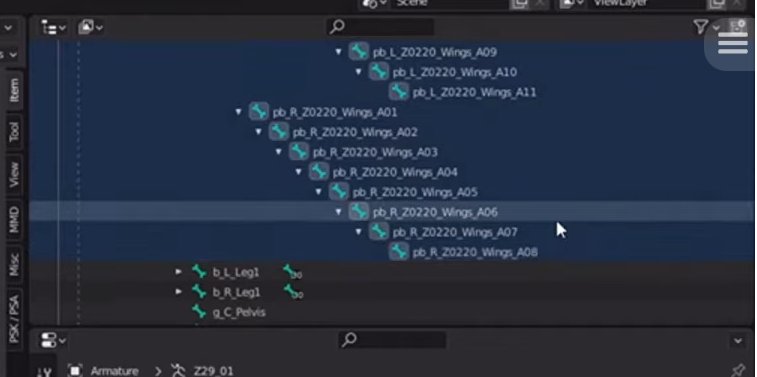 Scene
ViewLayer
pb_L_Z0220_Wings_A09
pb_L_Z0220_Wings_A10
pb_L_Z0220_Wings_A11
pb_R_Z0220_Wings_A01
pb_R_Z0220_Wings_A02
pb_R_Z0220_Wings_A03
pb_R_Z0220_Wings_A04
pb_R_Z0220_Wings_A05
pb_R_Z0220_Wings_A06
pb_R_Z0220_Wings_A07
pb_R_Z0220_Wings_A08
b_L_Leg1
b_R_Leg1
g_C_Pelvis
Item
Tool
View
MMD
Misc
PSK / PSA
Armature > Z29_01